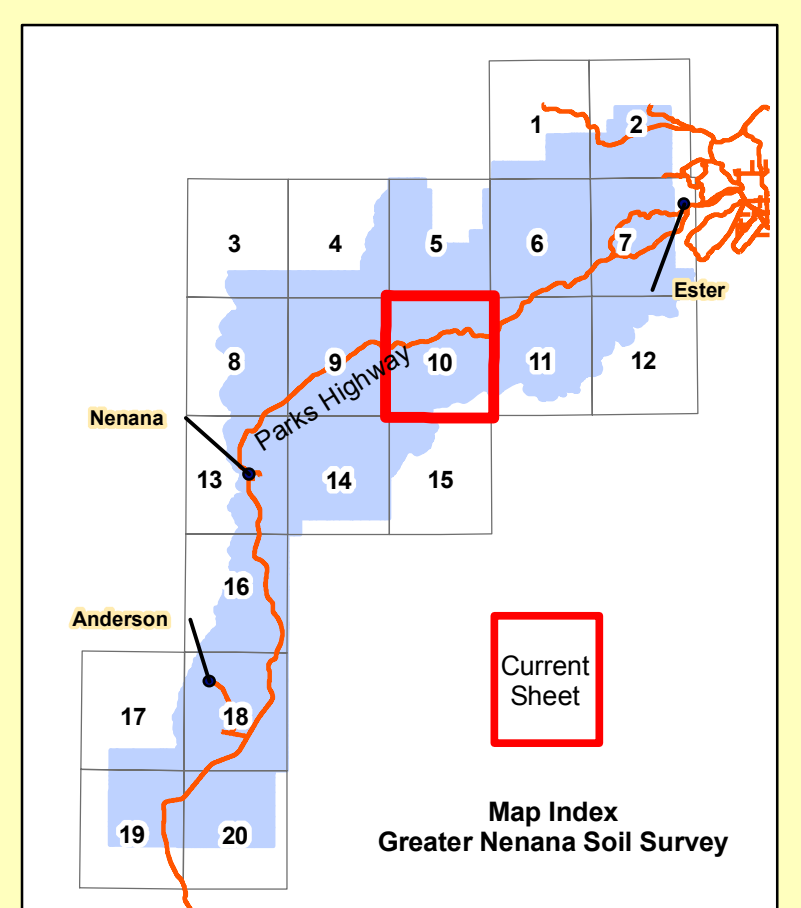 1
2
3
4
5
6
7
Ester
8
9
10
11
12
Parks Highway
Nenana
13
14
15
16
Anderson
17
18
Current
Sheet
19
20
Map Index
Greater Nenana Soil Survey